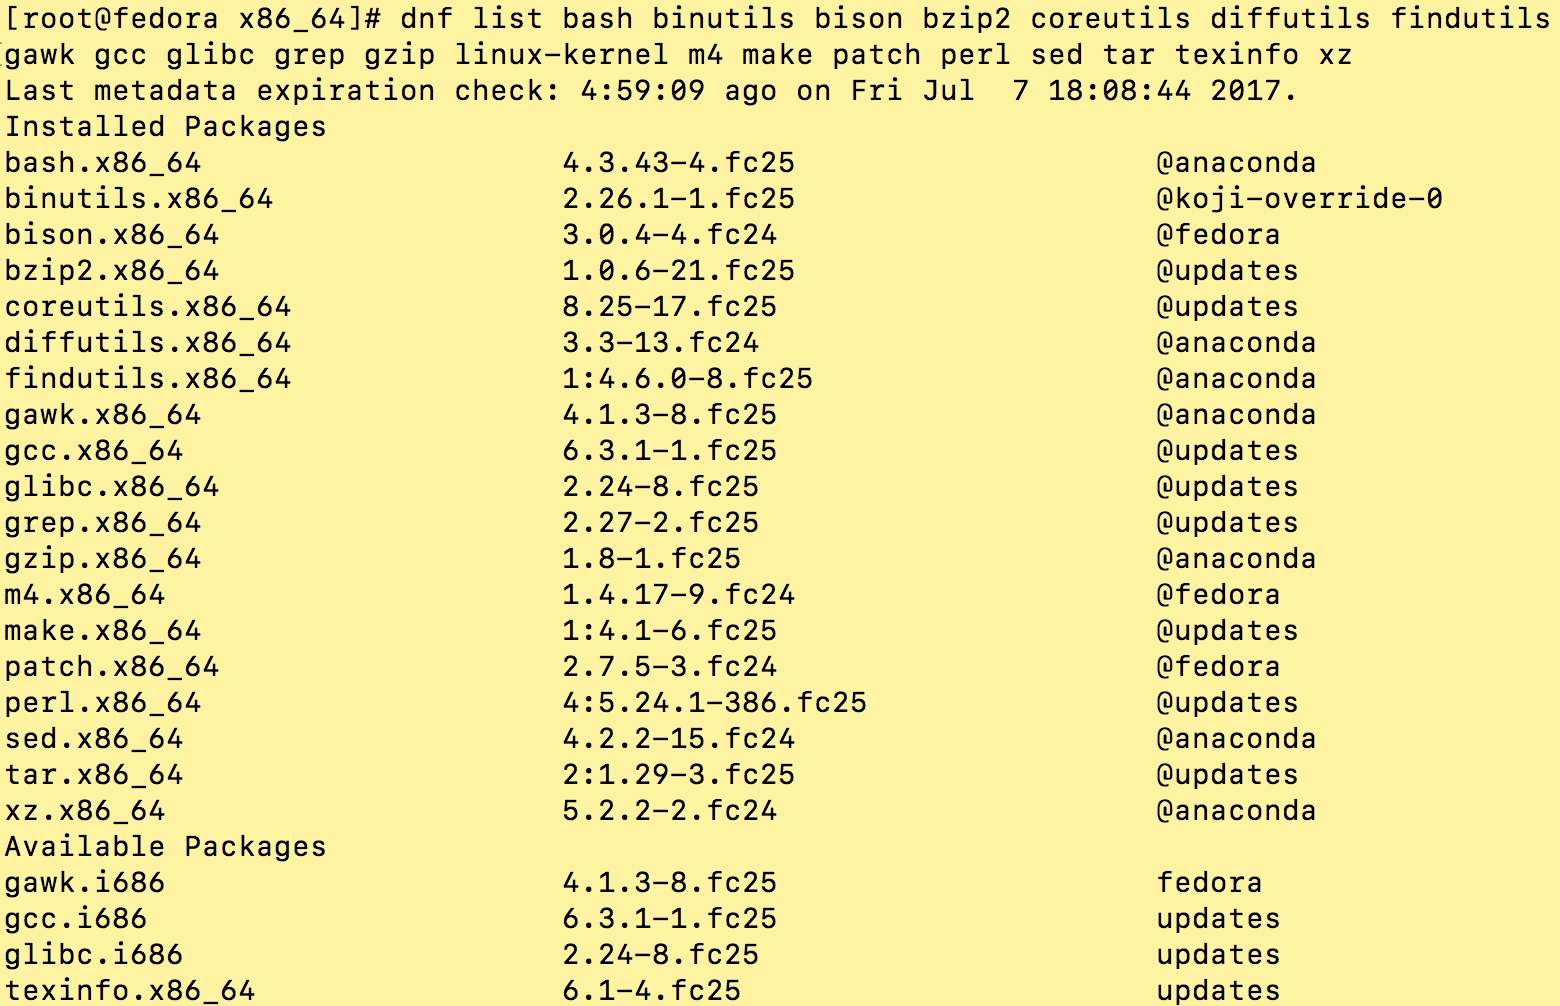 [root@fedora x86_64]# dnf list bash binutils bison bzip2 coreutils diffutils findutils
gawk gcc glibc grep gzip linux-kernel m4 make patch perl sed tar texinfo xz
Last metadata expiration check: 4:59:09 ago on Fri Jul  7 18:08:44 2017.
Installed Packages
bash.x86_64 4.3.43-4.fc25 @anaconda
binutils.x86_64 2.26.1-1.fc25 @koji-override-0
bison.x86_64 3.0.4-4.fc24 @fedora
bzip2.x86_64 1.0.6-21.fc25 @updates
coreutils.x86_64 8.25-17.fc25 @updates
diffutils.x86_64 3.3-13.fc24 @anaconda
findutils.x86_64 1:4.6.0-8.fc25 @anaconda
gawk.x86_64 4.1.3-8.fc25 @anaconda
gcc.x86_64 6.3.1-1.fc25 @updates
glibc.x86_64 2.24-8.fc25 @updates
grep.x86_64 2.27-2.fc25 @updates
gzip.x86_64 1.8-1.fc25 @anaconda
m4.x86_64 1.4.17-9.fc24 @fedora
make.x86_64 1:4.1-6.fc25 @updates
patch.x86_64 2.7.5-3.fc24 @fedora
perl.x86_64 4:5.24.1-386.fc25 @updates
sed.x86_64 4.2.2-15.fc24 @anaconda
tar.x86_64 2:1.29-3.fc25 @updates
xz.x86_64 5.2.2-2.fc24 @anaconda
Available Packages
gawk.i686 4.1.3-8.fc25 fedora
gcc.i686 6.3.1-1.fc25 updates
glibc.i686 2.24-8.fc25 updates
texinfo.x86_64 6.1-4.fc25 updates